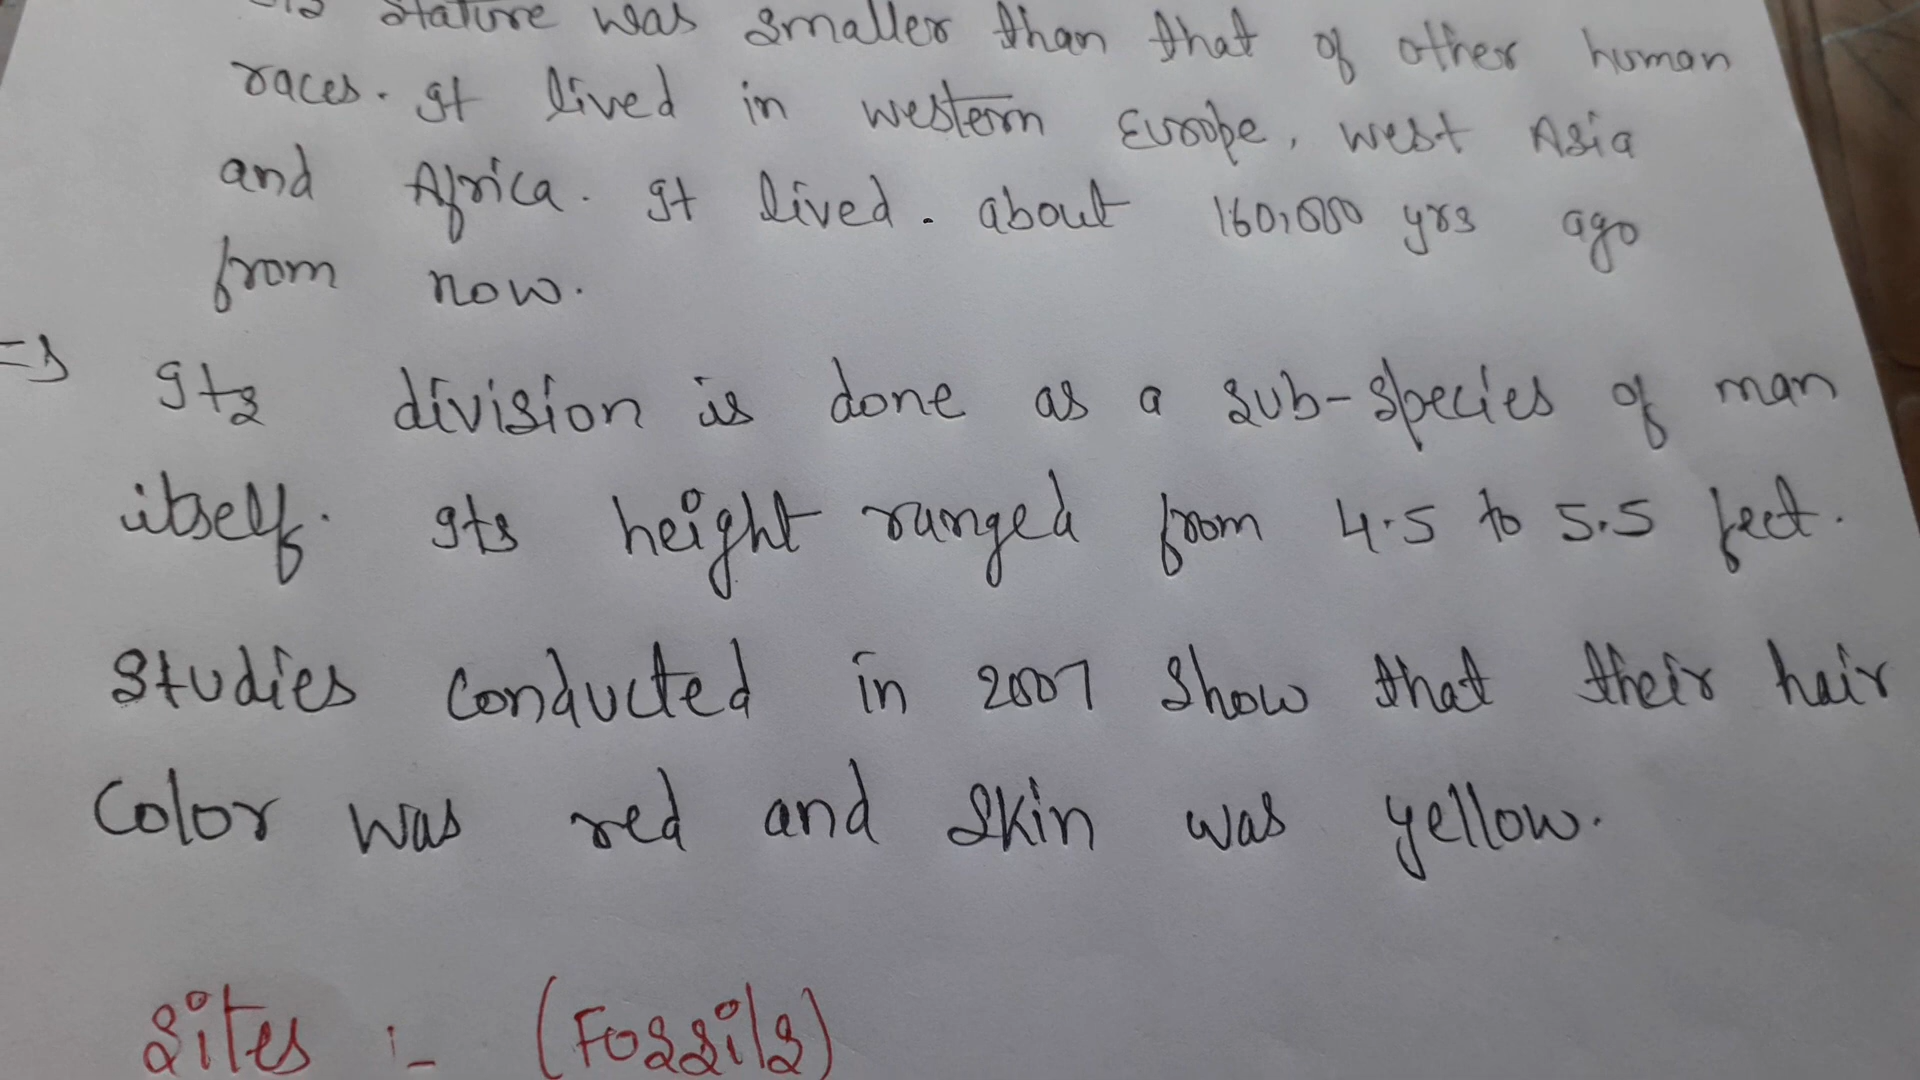 stature was smaller than that of other human
races. It lived in western Europe, west Asia
and Africa. It lived. about 160,000 yrs ago
from now.
=> Its division is done as a sub-species of man
itself. Its height ranged from 4.5 to 5.5 feet.
Studies conducted in 2007 show that their hair
color was red and skin was yellow.
Sites :- (Fossils)